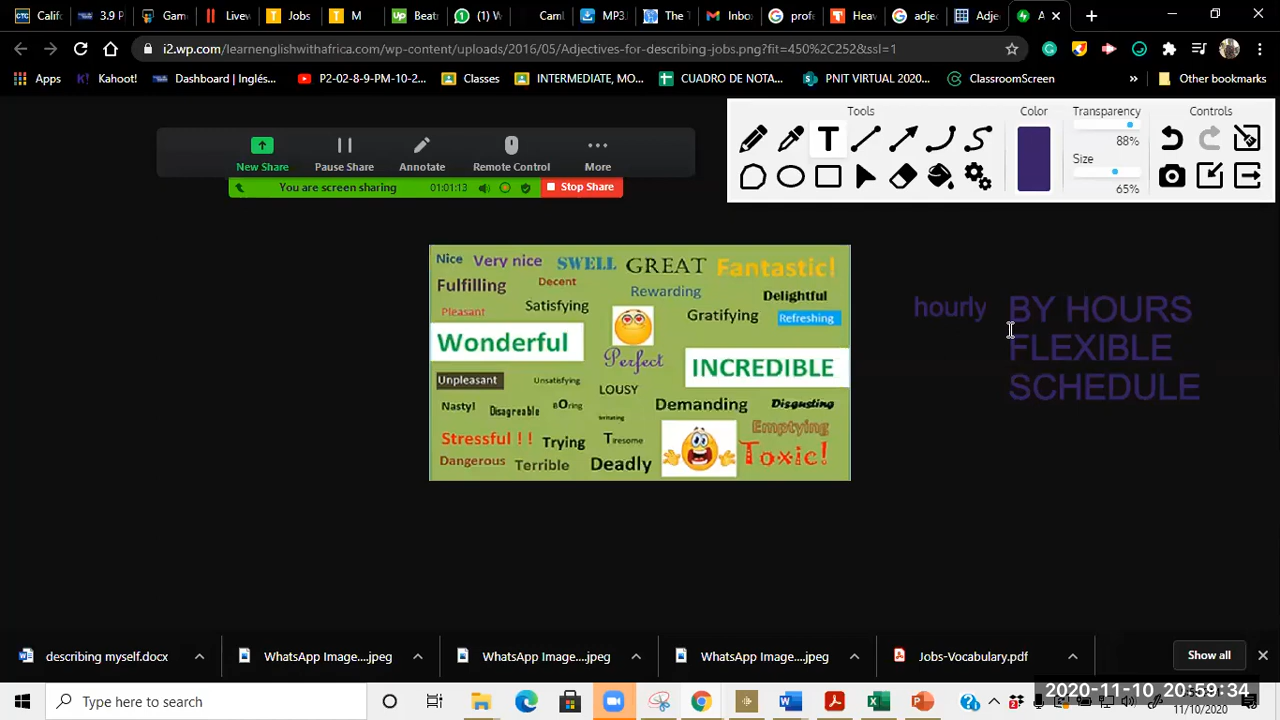 Califo
3.9 P
Gam
Livew
Jobs
M
Beat
(1) W
Caml
MP3.
The T
Inbo
profe
Heav
adjec
Adje
A
i2.wp.com/learnenglishwithafrica.com/wp-content/uploads/2016/05/Adjectives-for-describing-jobs.png?fit=450%2C252&ssl=1
Apps
Kahoot!
Dashboard | Inglés...
P2-02-8-9-PM-10-2...
Classes
INTERMEDIATE, MO...
CUADRO DE NOTA...
PNIT VIRTUAL 2020...
ClassroomScreen
»
Other bookmarks
Tools
Color
Transparency
Controls
88%
Size
65%
New Share
Pause Share
Annotate
Remote Control
More
You are screen sharing
01:01:13
Stop Share
Nice
Very nice
SWELL
GREAT
Fantastic!
Fulfilling
Decent
Rewarding
Delightful
Pleasant
Satisfying
Gratifying
Refreshing
Wonderful
Perfect
INCREDIBLE
Unpleasant
Unsatisfying
LOUSY
Nasty!
Disagreable
BOring
Irritating
Demanding
Disgusting
Stressful ! !
Trying
Tiresome
Emptying
Dangerous
Terrible
Deadly
Toxic!
hourly
BY HOURS
FLEXIBLE
SCHEDULE
describing myself.docx
WhatsApp Image....jpeg
WhatsApp Image....jpeg
WhatsApp Image....jpeg
Jobs-Vocabulary.pdf
Show all
Type here to search
2020-11-10 20:59:34
11/10/2020